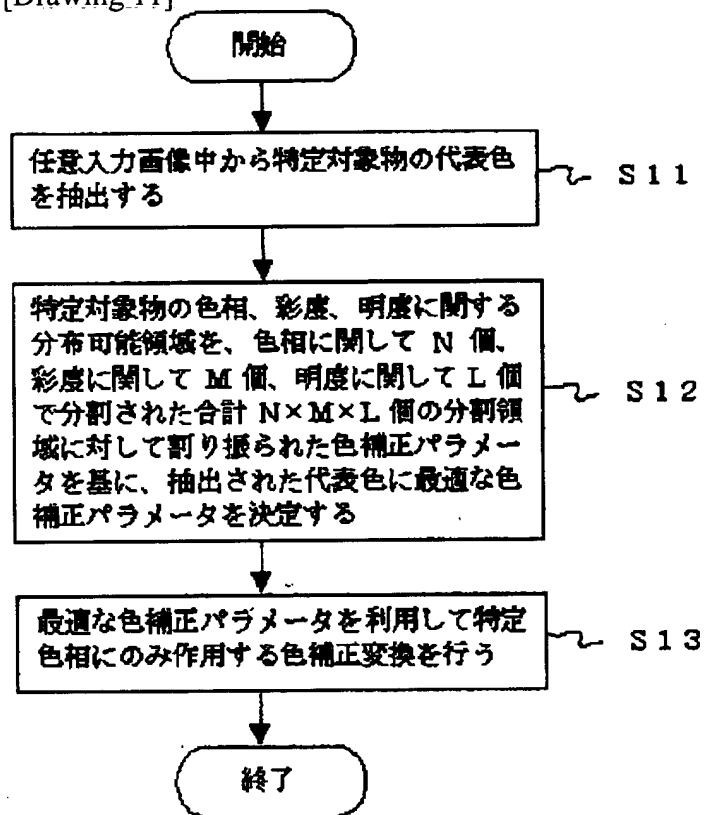 [Drawing 11]
開始
任意入力画像中から特定対象物の代表色
を抽出する
S11
特定対象物の色相、彩度、明度に関する
分布可能領域を、色相に関して N 個、
彩度に関して M 個、明度に関して L 個
で分割された合計 N×M×L 個の分割領
域に対して割り振られた色補正パラメー
タを基に、抽出された代表色に最適な色
補正パラメータを決定する
S12
最適な色補正パラメータを利用して特定
色相にのみ作用する色補正変換を行う
S13
終了